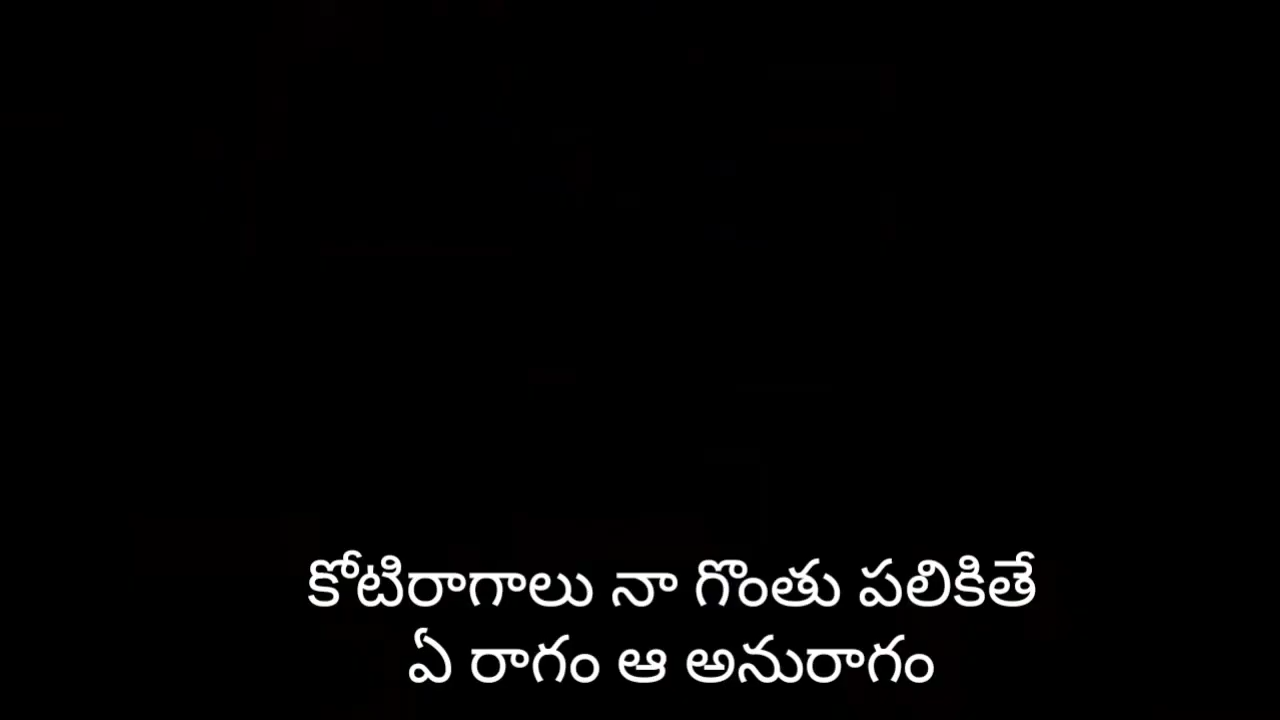 కోటిరాగాలు నా గొంతు పలికితే
ఏ రాగం ఆ అనురాగం